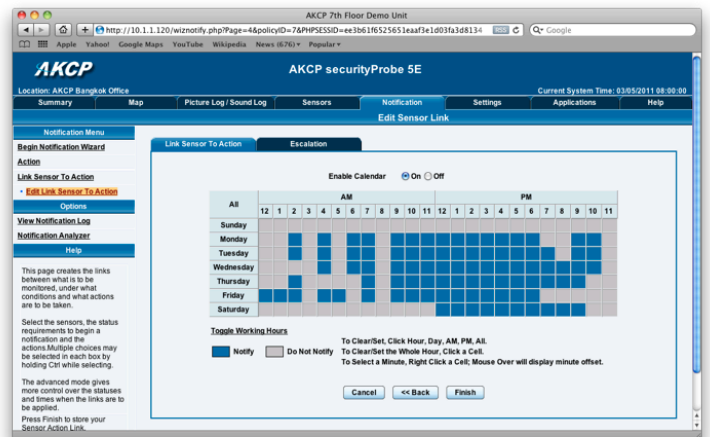 AKCP 7th Floor Demo Unit
http://10.1.1.120/wiznotify.php?Page=4&policyID=7&PHPSESSID=ee3b61f6525651eaaf3e1d03fa3d8134 RSS Google
Apple Yahoo! Google Maps YouTube Wikipedia News (676) Popular
AKCP
AKCP securityProbe 5E
Location: AKCP Bangkok Office
Current System Time: 03/05/2011 08:00:00
Summary Map Picture Log / Sound Log Sensors Notification Settings Applications Help
Edit Sensor Link
Notification Menu
Begin Notification Wizard
Action
Link Sensor To Action
Edit Link Sensor To Action
Options
View Notification Log
Notification Analyzer
Help
This page creates the links
between what is to be
monitored, under what
conditions and what actions
are to be taken.
Select the sensors, the status
requirements to begin a
notification and the
actions.Multiple choices may
be selected in each box by
holding Ctrl while selecting.
The advanced mode gives
more control over the statuses
and times when the links are to
be applied.
Press Finish to store your
Sensor Action Link.
Link Sensor To Action Escalation
Enable Calendar On Off
All AM PM
12 1 2 3 4 5 6 7 8 9 10 11 12 1 2 3 4 5 6 7 8 9 10 11
Sunday
Monday
Tuesday
Wednesday
Thursday
Friday
Saturday
Toggle Working Hours
Notify Do Not Notify
To Clear/Set, Click Hour, Day, AM, PM, All.
To Clear/Set the Whole Hour, Click a Cell.
To Select a Minute, Right Click a Cell; Mouse Over will display minute offset.
Cancel << Back Finish